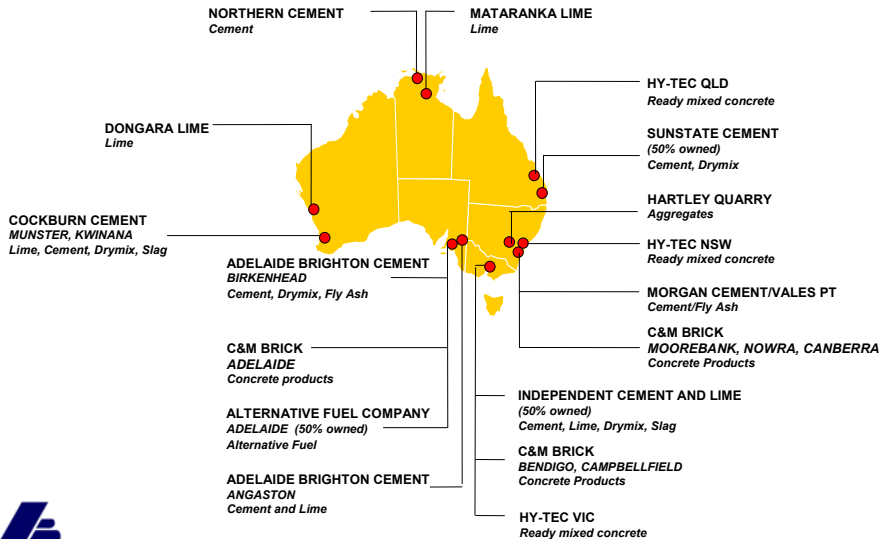 NORTHERN CEMENT
Cement
MATARANKA LIME
Lime
HY-TEC QLD
Ready mixed concrete
DONGARA LIME
Lime
SUNSTATE CEMENT
(50% owned)
Cement, Drymix
HARTLEY QUARRY
Aggregates
COCKBURN CEMENT
MUNSTER, KWINANA
Lime, Cement, Drymix, Slag
HY-TEC NSW
Ready mixed concrete
ADELAIDE BRIGHTON CEMENT
BIRKENHEAD
Cement, Drymix, Fly Ash
MORGAN CEMENT/VALES PT
Cement/Fly Ash
C&M BRICK
MOOREBANK, NOWRA, CANBERRA
Concrete Products
C&M BRICK
ADELAIDE
Concrete products
INDEPENDENT CEMENT AND LIME
(50% owned)
Cement, Lime, Drymix, Slag
ALTERNATIVE FUEL COMPANY
ADELAIDE (50% owned)
Alternative Fuel
C&M BRICK
BENDIGO, CAMPBELLFIELD
Concrete Products
ADELAIDE BRIGHTON CEMENT
ANGASTON
Cement and Lime
HY-TEC VIC
Ready mixed concrete